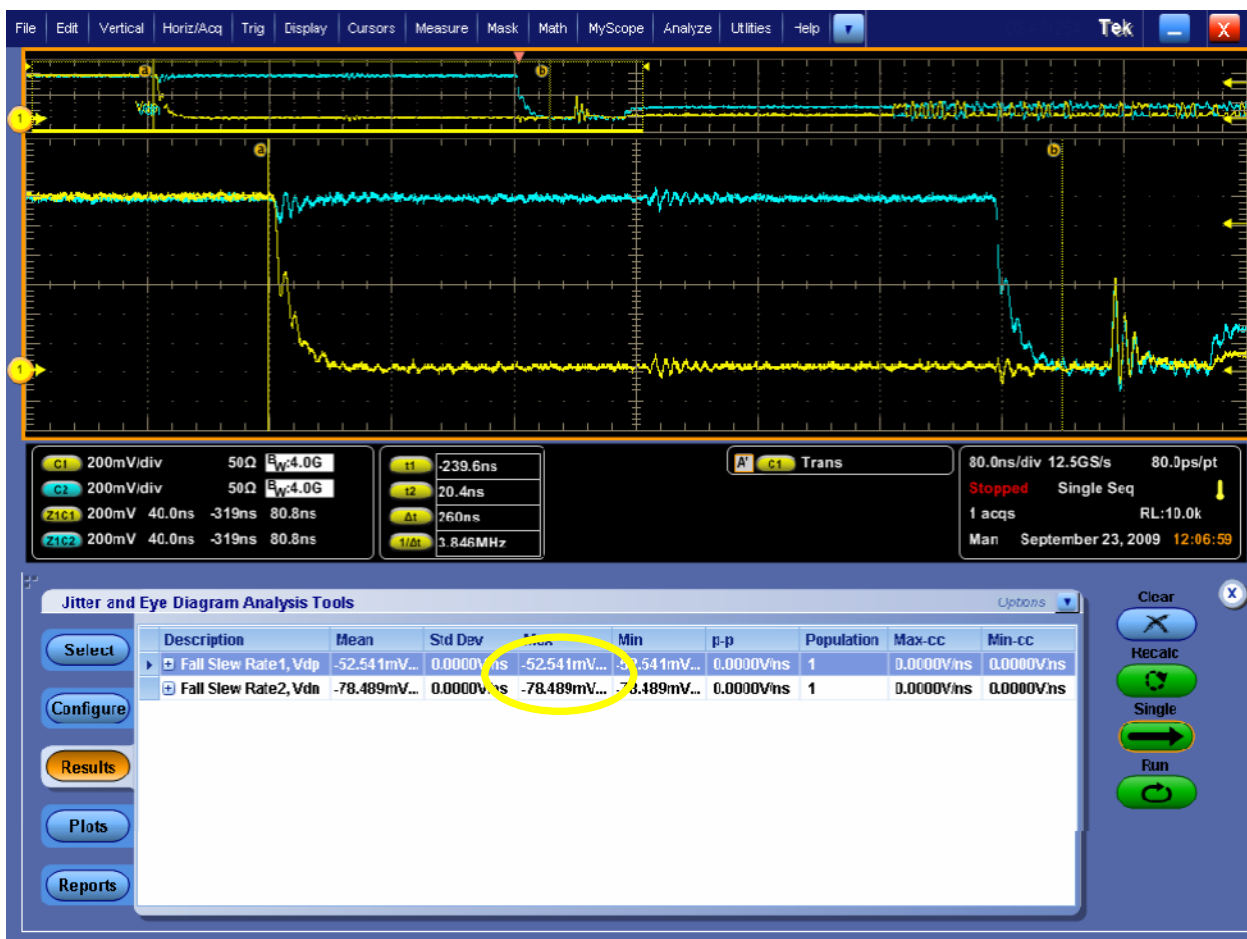 File Edit Vertical Horiz/Acq Trig Display Cursors Measure Mask Math MyScope Analyze Utilities Help Tek X
a b
1
a b
1
C1 200mV/div 50Ω BW:4.0G
C2 200mV/div 50Ω BW:4.0G
Z1C1 200mV 40.0ns -319ns 80.8ns
Z1C2 200mV 40.0ns -319ns 80.8ns
t1 -239.6ns
t2 20.4ns
Δt 260ns
1/Δt 3.846MHz
A' C1 Trans
80.0ns/div 12.5GS/s 80.0ps/pt
Stopped Single Seq
1 acqs RL:10.0k
Man September 23, 2009 12:06:59
Jitter and Eye Diagram Analysis Tools Options
Clear X
Select
Configure
Results
Plots
Reports
Description Mean Std Dev Max Min p-p Population Max-cc Min-cc
Fall Slew Rate1, Vdp -52.541mV... 0.0000V/ns -52.541mV... -52.541mV... 0.0000V/ns 1 0.0000V/ns 0.0000V/ns
Fall Slew Rate2, Vdn -78.489mV... 0.0000V/ns -78.489mV... -78.489mV... 0.0000V/ns 1 0.0000V/ns 0.0000V/ns
Recalc
Single
Run